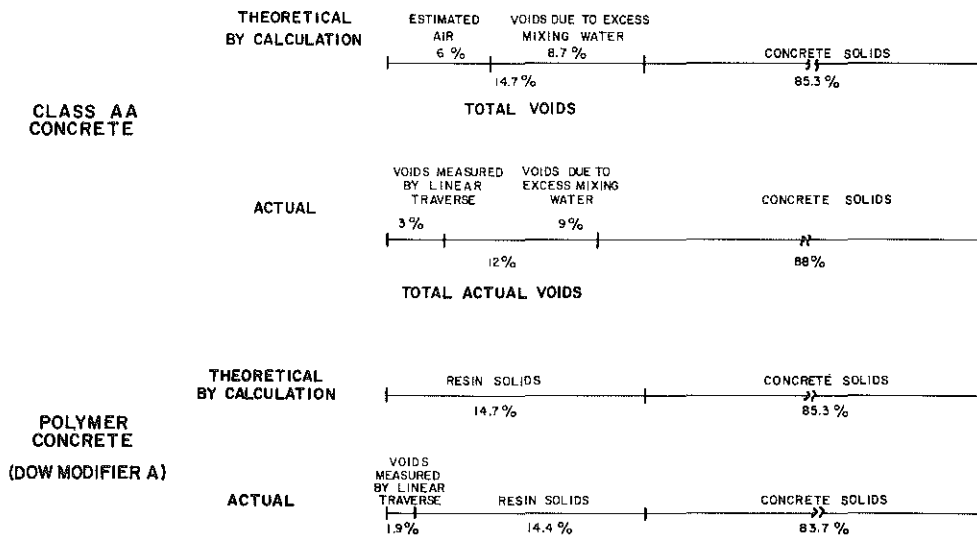 THEORETICAL
BY CALCULATION
ESTIMATED
AIR
6 %
VOIDS DUE TO EXCESS
MIXING WATER
8.7 %
CONCRETE SOLIDS
14.7 %
85.3 %
TOTAL VOIDS
CLASS AA
CONCRETE
ACTUAL
VOIDS MEASURED
BY LINEAR
TRAVERSE
3 %
VOIDS DUE TO
EXCESS MIXING
WATER
9 %
CONCRETE SOLIDS
12%
88%
TOTAL ACTUAL VOIDS
THEORETICAL
BY CALCULATION
RESIN SOLIDS
CONCRETE SOLIDS
14.7 %
85.3 %
POLYMER
CONCRETE
(DOW MODIFIER A)
ACTUAL
VOIDS
MEASURED
BY LINEAR
TRAVERSE
RESIN SOLIDS
CONCRETE SOLIDS
1.9%
14.4 %
83.7 %